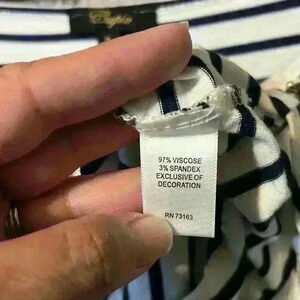 97% VISCOSE
3% SPANDEX
EXCLUSIVE OF
DECORATION
RN 73163